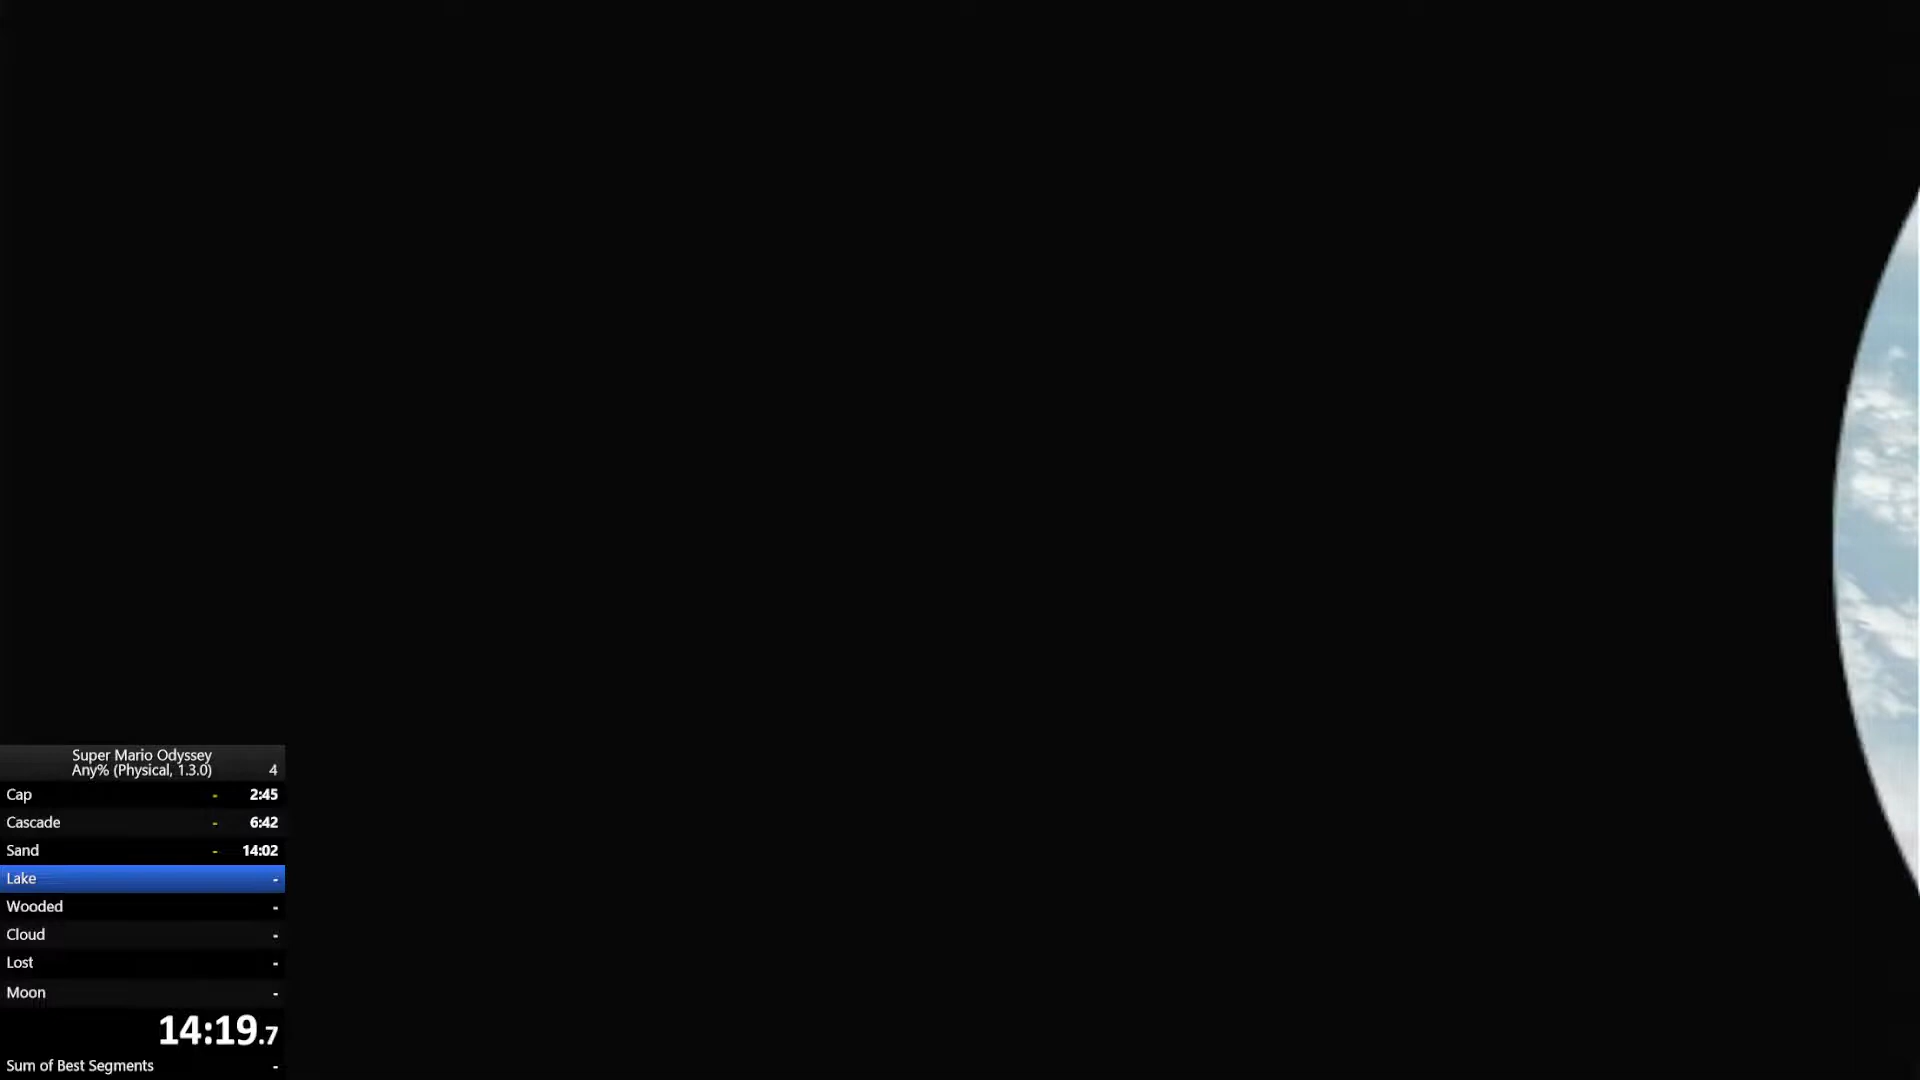 Super Mario Odyssey
Any% (Physical, 1.3.0) 4
Cap - 2:45
Cascade - 6:42
Sand - 14:02
Lake -
Wooded -
Cloud -
Lost -
Moon -
14:19.7
Sum of Best Segments -